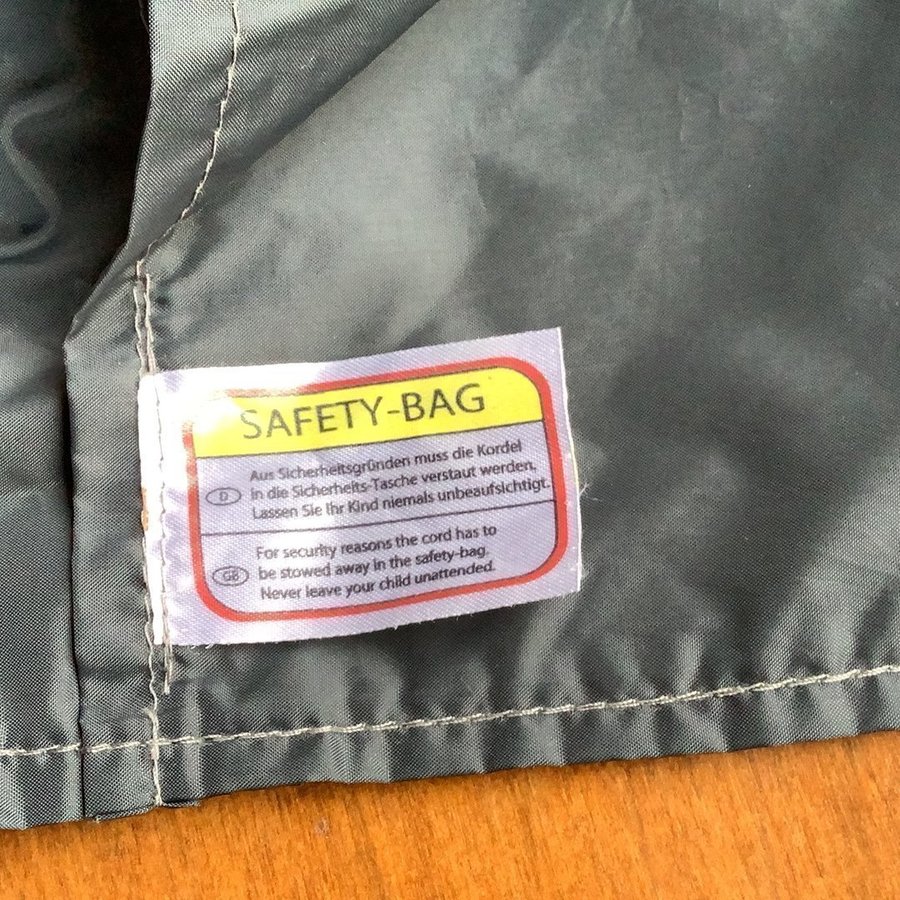 SAFETY-BAG
Aus Sicherheitsgründen muss die Kordel
D in die Sicherheits-Tasche verstaut werden,
Lassen Sie Ihr Kind niemals unbeaufsichtigt.
For security reasons the cord has to
GB be stowed away in the safety-bag.
Never leave your child unattended.